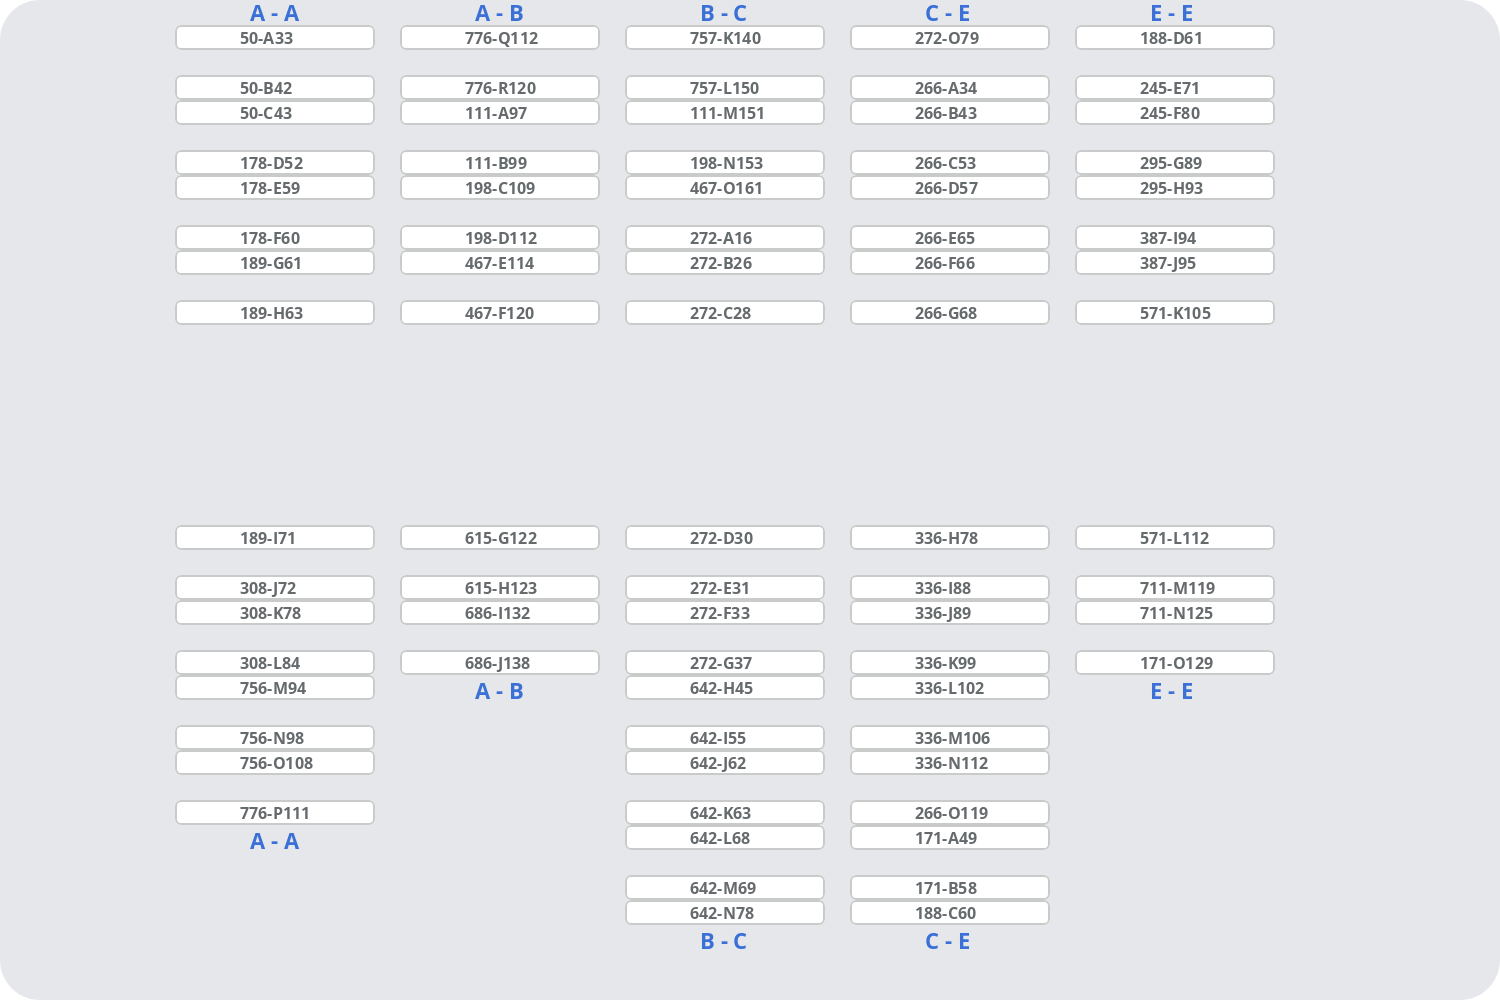 A - A
50-A33
50-B42
50-C43
178-D52
178-E59
178-F60
189-G61
189-H63
189-I71
308-J72
308-K78
308-L84
756-M94
756-N98
756-O108
776-P111
A - A
A - B
776-Q112
776-R120
111-A97
111-B99
198-C109
198-D112
467-E114
467-F120
615-G122
615-H123
686-I132
686-J138
A - B
B - C
757-K140
757-L150
111-M151
198-N153
467-O161
272-A16
272-B26
272-C28
272-D30
272-E31
272-F33
272-G37
642-H45
642-I55
642-J62
642-K63
642-L68
642-M69
642-N78
B - C
C - E
272-O79
266-A34
266-B43
266-C53
266-D57
266-E65
266-F66
266-G68
336-H78
336-I88
336-J89
336-K99
336-L102
336-M106
336-N112
266-O119
171-A49
171-B58
188-C60
C - E
E - E
188-D61
245-E71
245-F80
295-G89
295-H93
387-I94
387-J95
571-K105
571-L112
711-M119
711-N125
171-O129
E - E